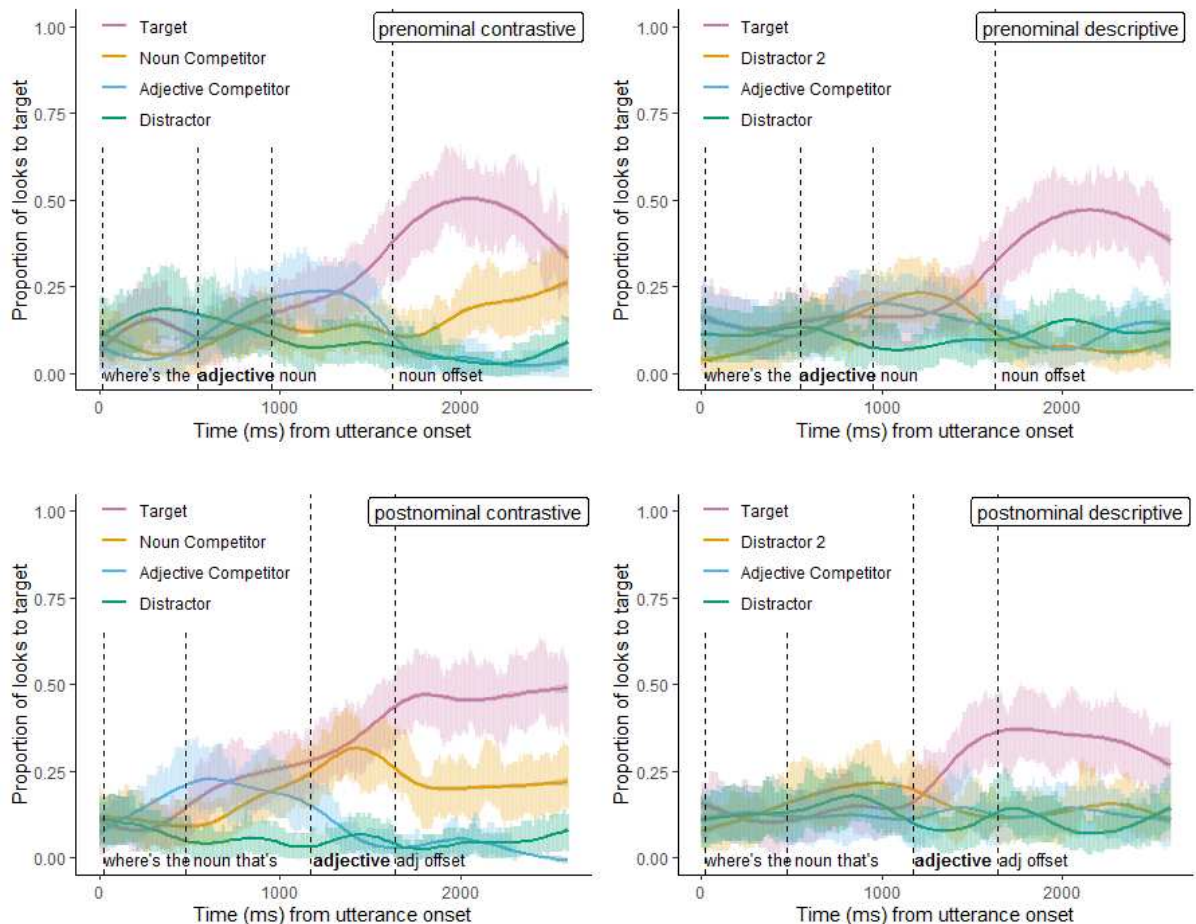 prenominal contrastive
Target
Noun Competitor
Adjective Competitor
Distractor
Proportion of looks to target
1.00
0.75
0.50
0.25
0.00
where's the adjective noun noun offset
0 1000 2000
Time (ms) from utterance onset
prenominal descriptive
Target
Distractor 2
Adjective Competitor
Distractor
Proportion of looks to target
1.00
0.75
0.50
0.25
0.00
where's the adjective noun noun offset
0 1000 2000
Time (ms) from utterance onset
postnominal contrastive
Target
Noun Competitor
Adjective Competitor
Distractor
Proportion of looks to target
1.00
0.75
0.50
0.25
0.00
where's the noun that's adjective adj offset
0 1000 2000
Time (ms) from utterance onset
postnominal descriptive
Target
Distractor 2
Adjective Competitor
Distractor
Proportion of looks to target
1.00
0.75
0.50
0.25
0.00
where's the noun that's adjective adj offset
0 1000 2000
Time (ms) from utterance onset